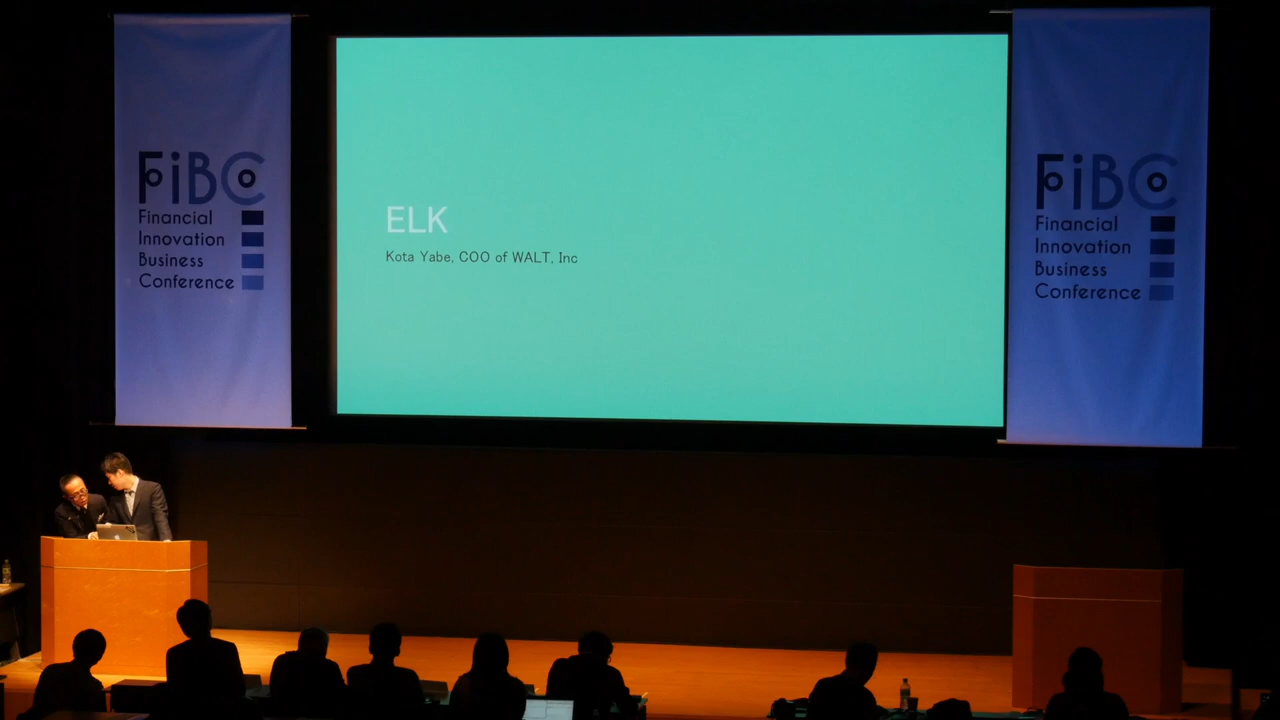 FiBC
Financial
Innovation
Business
Conference
ELK
Kota Yabe, COO of WALT, Inc
FiBC
Financial
Innovation
Business
Conference